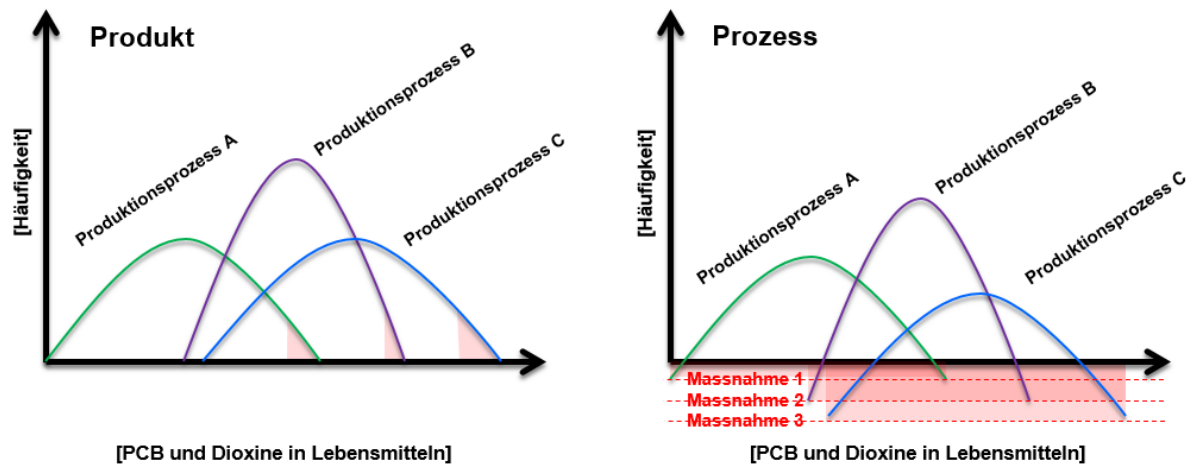 Produkt
[Häufigkeit]
Produktionsprozess A
Produktionsprozess B
Produktionsprozess C
[PCB und Dioxine in Lebensmitteln]
Prozess
[Häufigkeit]
Produktionsprozess A
Produktionsprozess B
Produktionsprozess C
Massnahme 1
Massnahme 2
Massnahme 3
[PCB und Dioxine in Lebensmitteln]